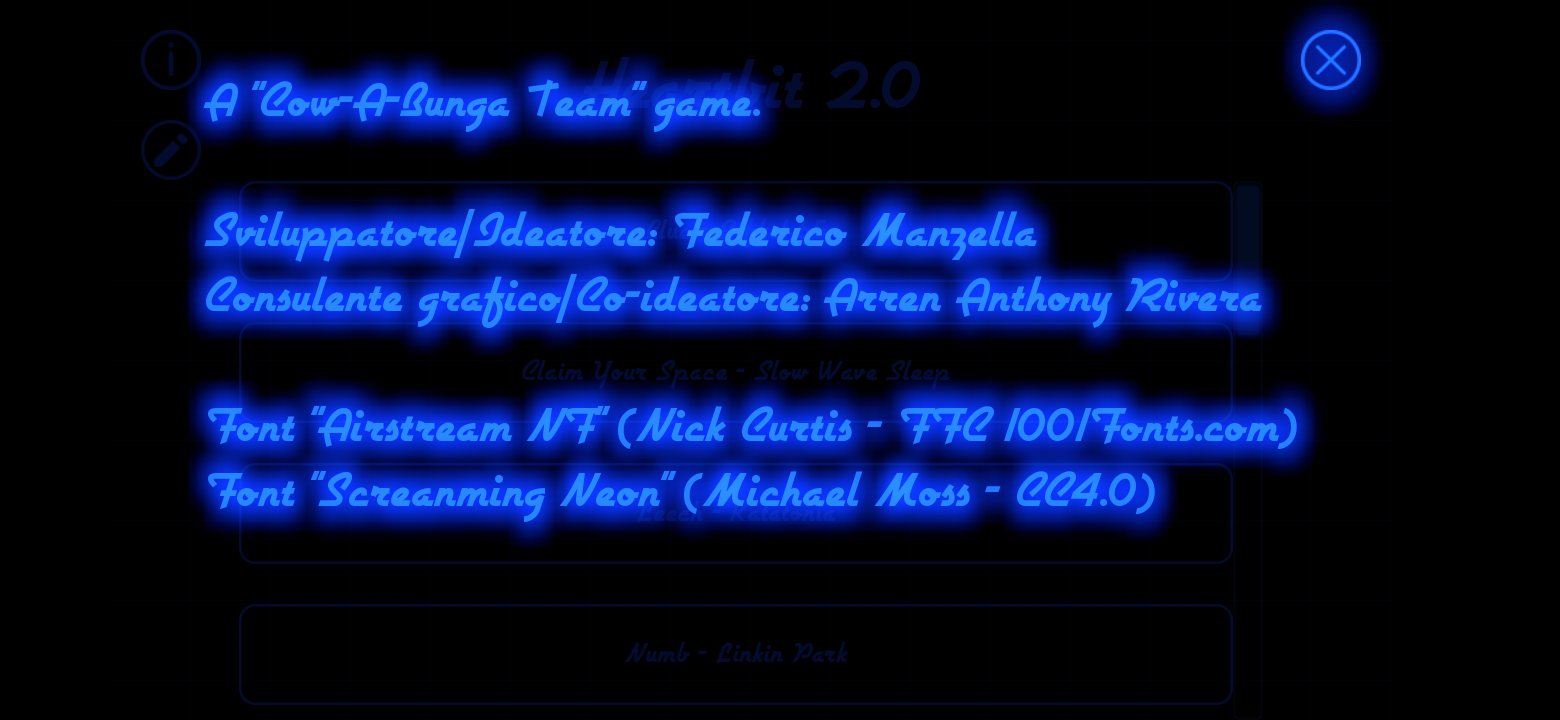 A "Cow-A-Bunga Team" game.
Heartbit 2.0
Sviluppatore/Ideatore: Federico Manzella
Consulente grafico/Co-ideatore: Arren Anthony Rivera
Claim Your Space - Slow Wave Sleep
Font "Airstream NF" (Nick Curtis - FFC 1001Fonts.com)
Font "Screanming Neon" (Michael Moss - CC4.0)
Leech - Katatonia
Numb - Linkin Park